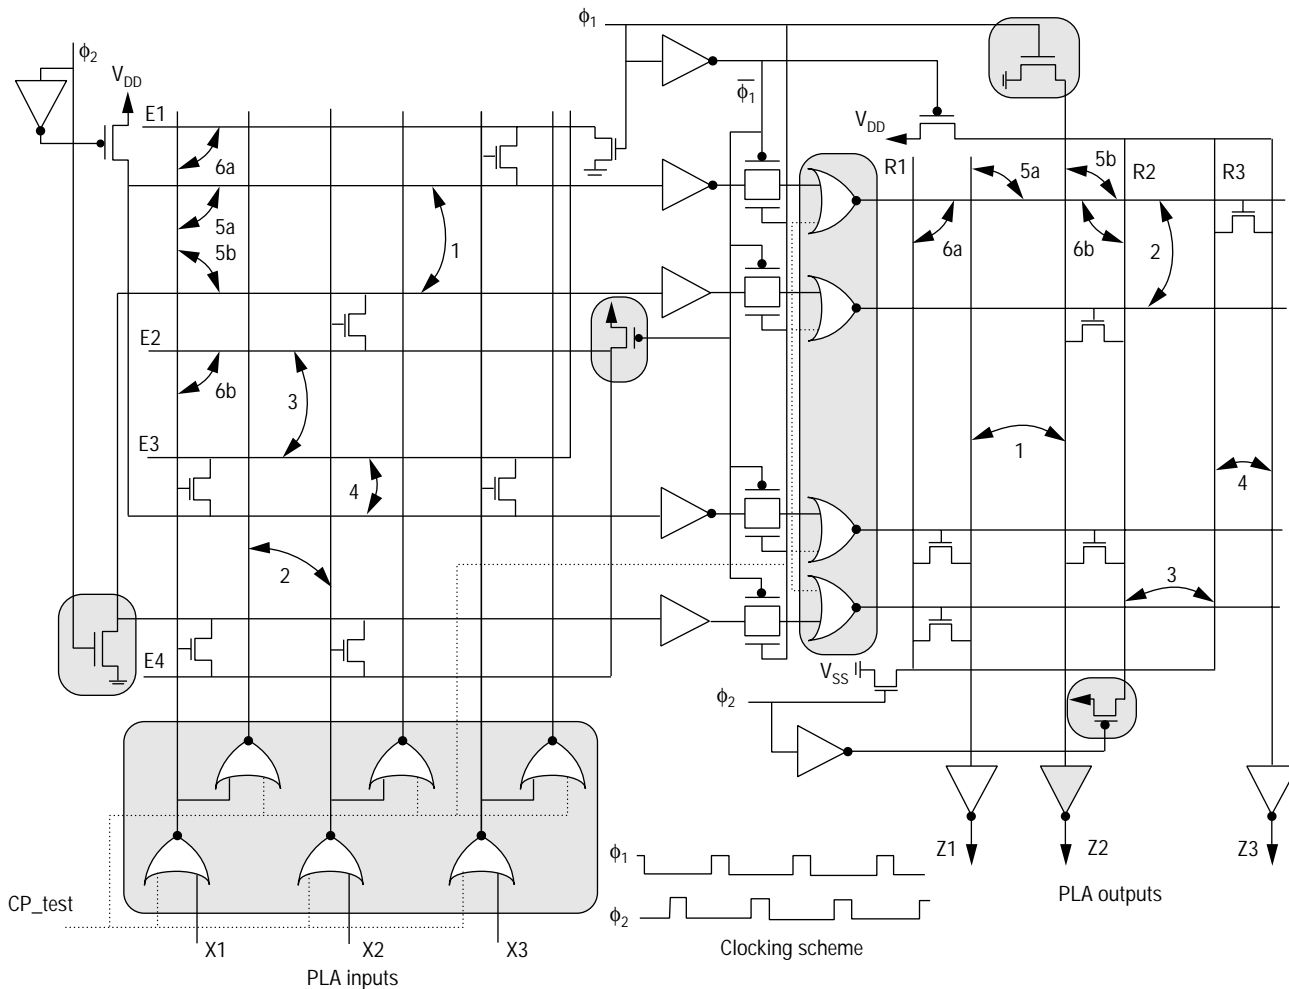 ϕ1
ϕ2
VDD
E1
ϕ̅1
VDD
6a
R1
5a
5b
R2
R3
5a
5b
1
6a
6b
2
E2
6b
3
1
E3
4
4
2
3
E4
VSS
ϕ2
Z1
Z2
Z3
ϕ1
CP_test
ϕ2
PLA outputs
X1
X2
X3
Clocking scheme
PLA inputs